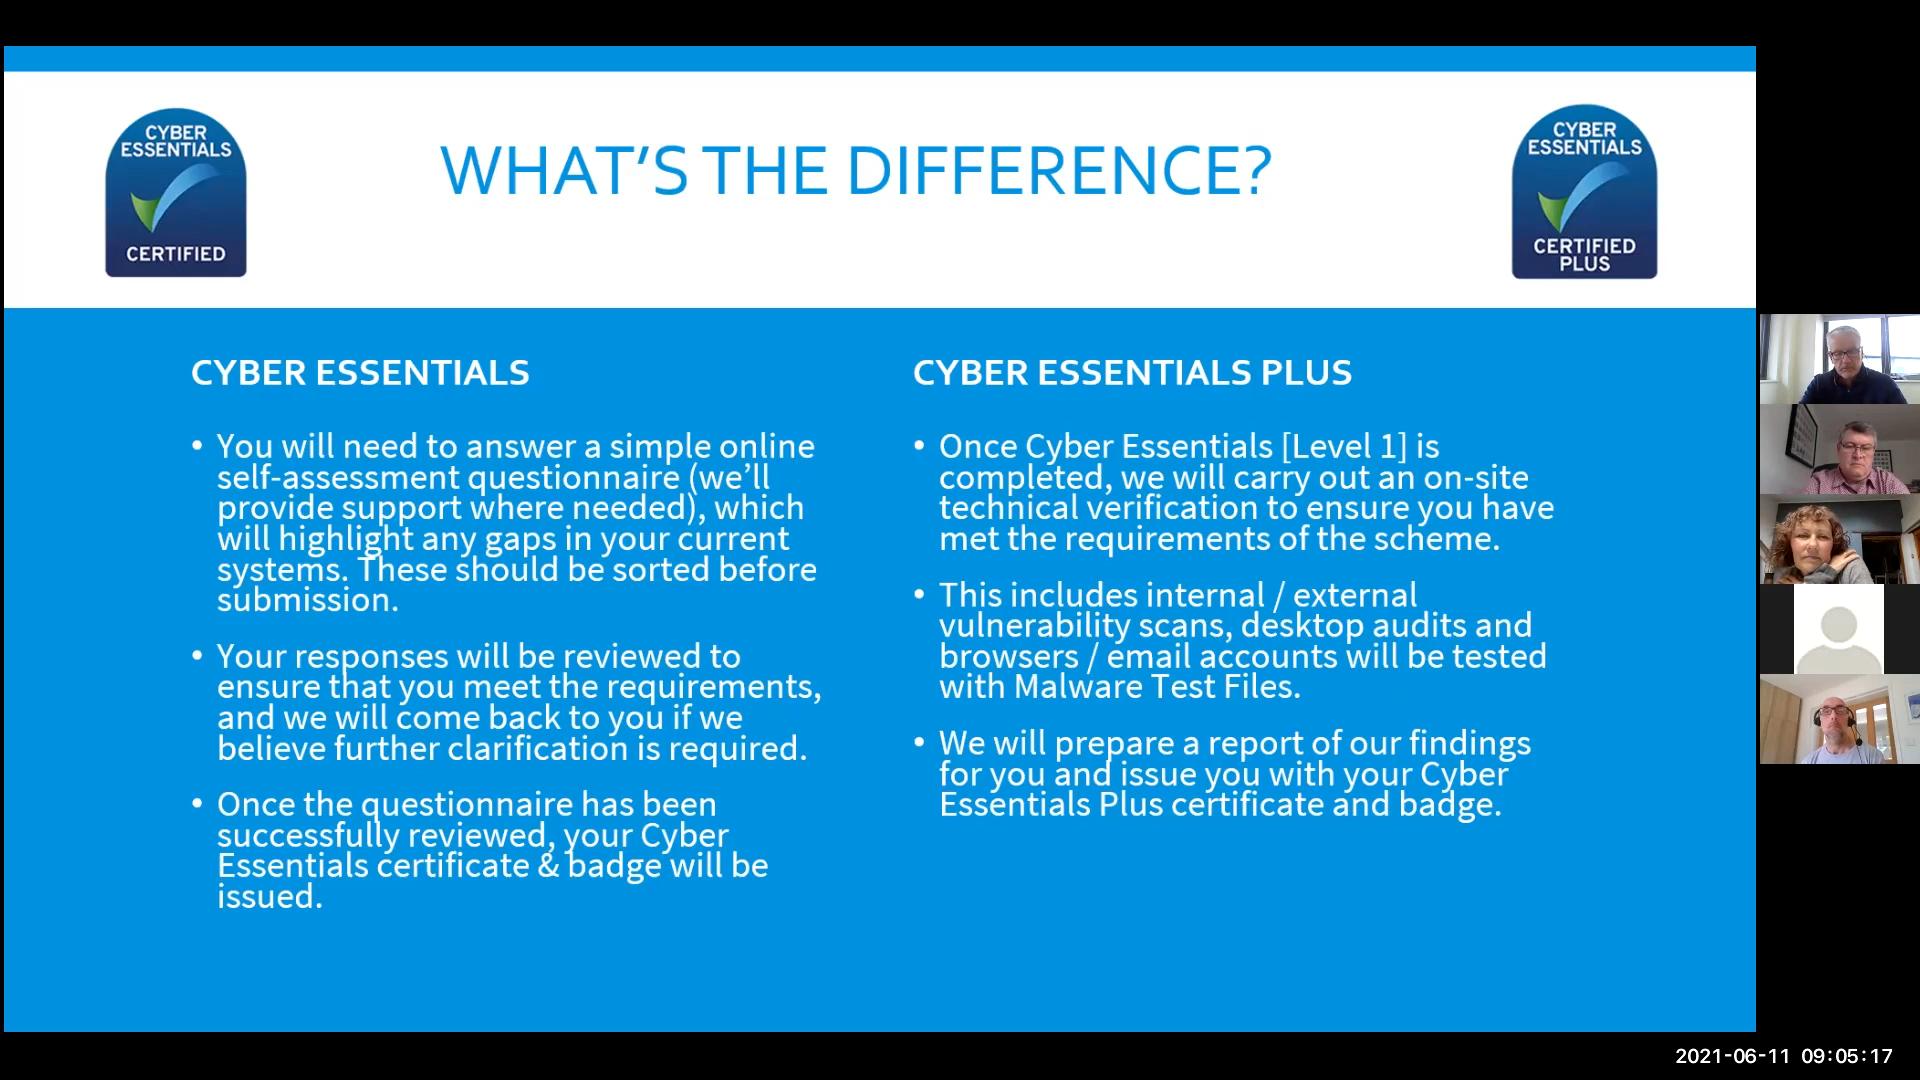 CYBER
ESSENTIALS
CERTIFIED
WHAT’S THE DIFFERENCE?
CYBER
ESSENTIALS
CERTIFIED
PLUS
CYBER ESSENTIALS
• You will need to answer a simple online
self-assessment questionnaire (we’ll
provide support where needed), which
will highlight any gaps in your current
systems. These should be sorted before
submission.
• Your responses will be reviewed to
ensure that you meet the requirements,
and we will come back to you if we
believe further clarification is required.
• Once the questionnaire has been
successfully reviewed, your Cyber
Essentials certificate & badge will be
issued.
CYBER ESSENTIALS PLUS
• Once Cyber Essentials [Level 1] is
completed, we will carry out an on-site
technical verification to ensure you have
met the requirements of the scheme.
• This includes internal / external
vulnerability scans, desktop audits and
browsers / email accounts will be tested
with Malware Test Files.
• We will prepare a report of our findings
for you and issue you with your Cyber
Essentials Plus certificate and badge.
2021-06-11 09:05:17